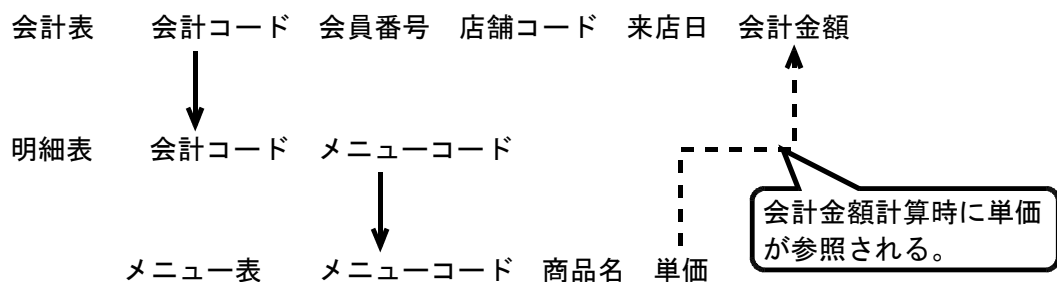 会計表 会計コード 会員番号 店舗コード 来店日 会計金額
明細表 会計コード メニューコード
会計金額計算時に単価
が参照される。
メニュー表 メニューコード 商品名 単価